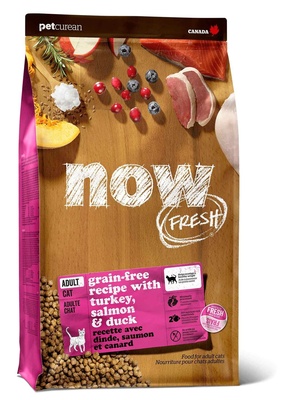 petcurean
CANADA
now
FRESH
ADULT
CAT
ADULTE
CHAT
grain-free
recipe with
turkey,
salmon
& duck
recette avec
dinde, saumon
et canard
Food for adult cats
Nourriture pour chats adultes